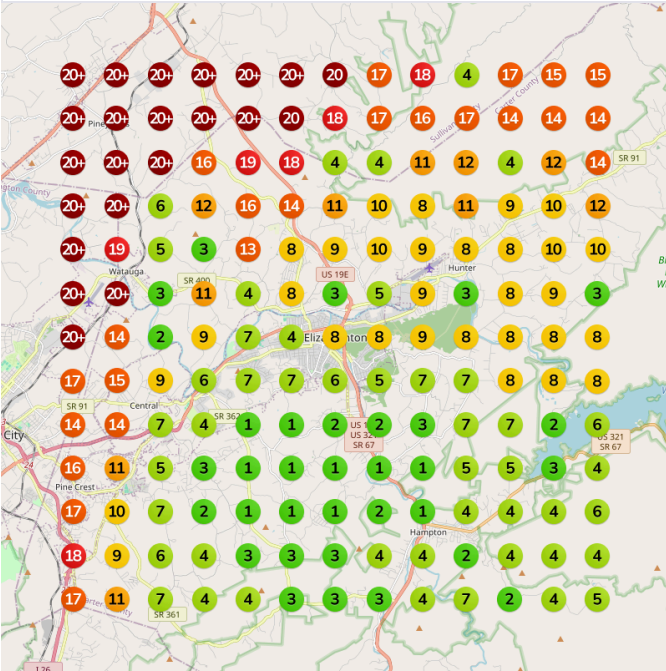 20+ 20+ 20+ 20+ 20+ 20+ 20 17 18 4 17 15 15
Carter County
Sullivan
20+ 20+ 20+ 20+ 20+ 20 18 17 16 17 14 14 14
20+ 20+ 20+ 16 19 18 4 4 11 12 4 12 14
SR 91
County
20+ 20+ 6 12 16 14 11 10 8 11 9 10 12
20+ 19 5 3 13 8 9 10 9 8 8 10 10
Watauga
US 19E
Hunter
SR 400
20+ 20+ 3 11 4 8 3 5 9 3 8 9 3
20+ 14 2 9 7 4 8 8 9 8 8 8 8
17 15 9 6 7 7 6 5 7 7 8 8 8
SR 91
Central
SR 362
14 14 7 4 1 1 2 2 3 7 7 2 6
City
US 321
SR 67
US 321
SR 67
16 11 5 3 1 1 1 1 1 5 5 3 4
Pine Crest
17 10 7 2 1 1 1 2 1 4 4 4 6
Hampton
18 9 6 4 3 3 3 4 4 2 4 4 4
17 11 7 4 4 3 3 3 4 7 2 4 5
SR 361
I 26